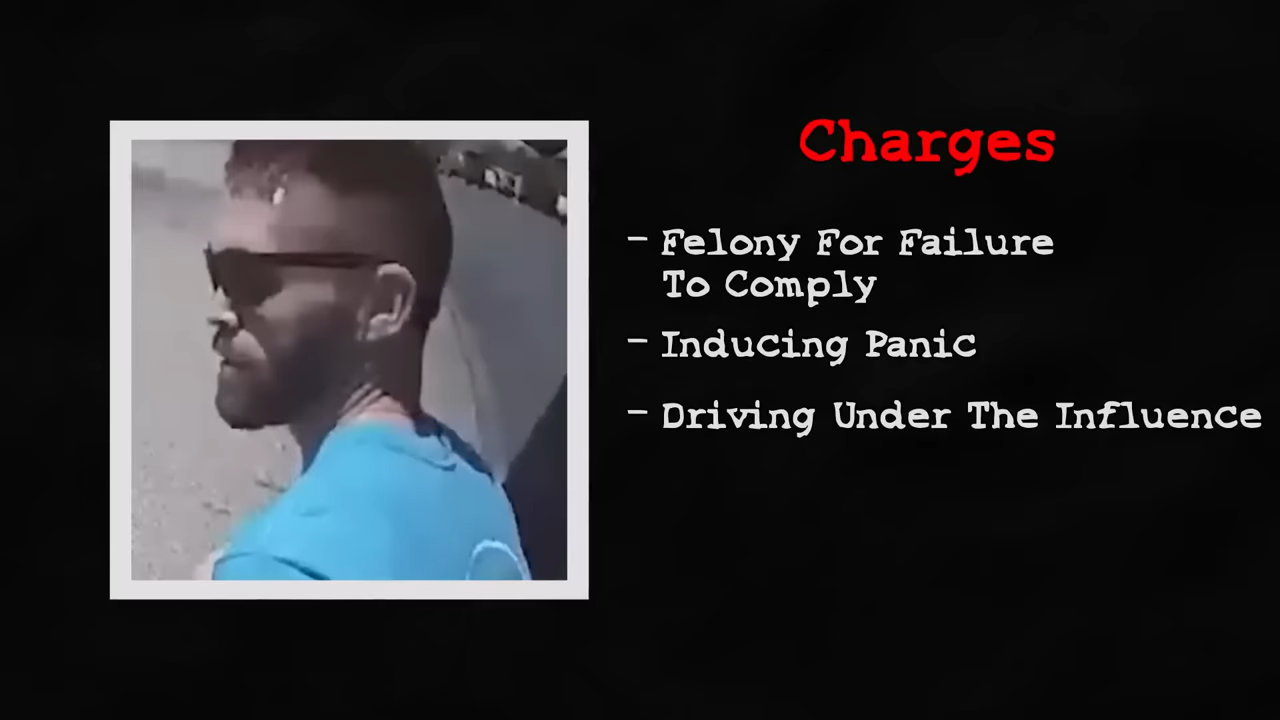 Charges
- Felony For Failure
To Comply
- Inducing Panic
- Driving Under The Influence